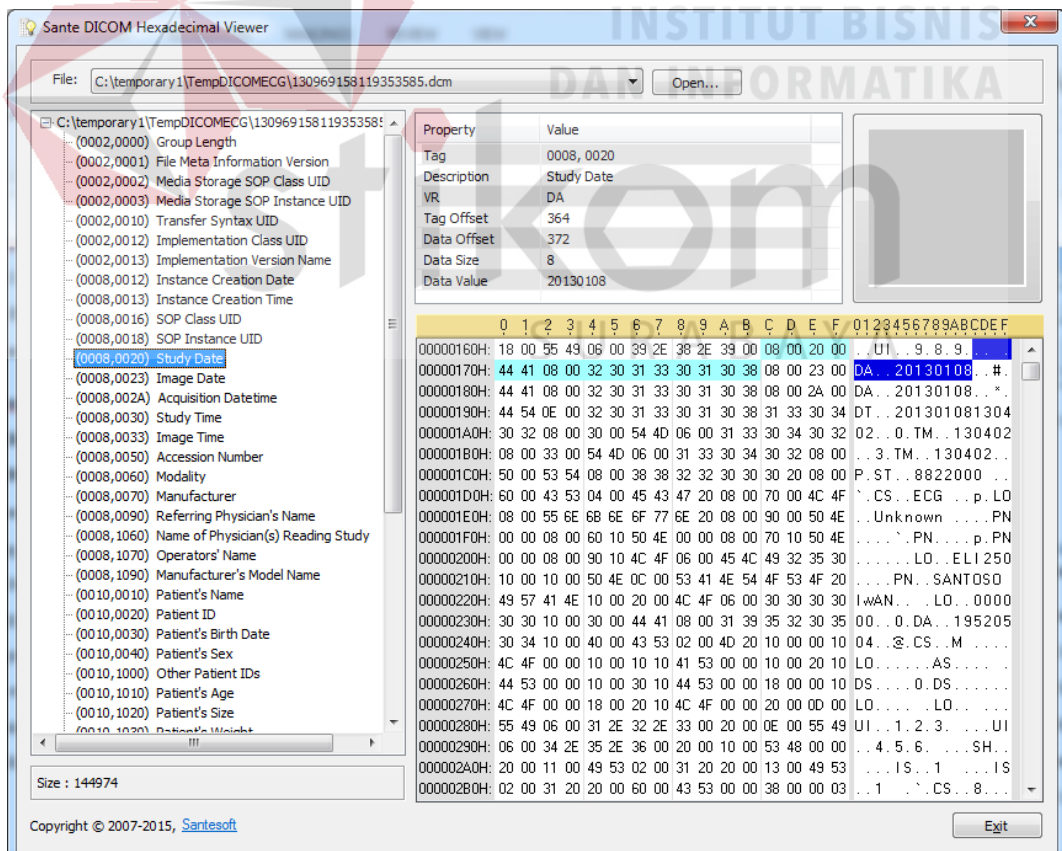 Sante DICOM Hexadecimal Viewer
INSTITUT BISNIS
DAN INFORMATIKA
stikom
SURABAYA
File: C:\temporary1\TempDICOMECG\130969158119353585.dcm Open...
C:\temporary1\TempDICOMECG\13096915811935358
(0002,0000) Group Length
(0002,0001) File Meta Information Version
(0002,0002) Media Storage SOP Class UID
(0002,0003) Media Storage SOP Instance UID
(0002,0010) Transfer Syntax UID
(0002,0012) Implementation Class UID
(0002,0013) Implementation Version Name
(0008,0012) Instance Creation Date
(0008,0013) Instance Creation Time
(0008,0016) SOP Class UID
(0008,0018) SOP Instance UID
(0008,0020) Study Date
(0008,0023) Image Date
(0008,002A) Acquisition Datetime
(0008,0030) Study Time
(0008,0033) Image Time
(0008,0050) Accession Number
(0008,0060) Modality
(0008,0070) Manufacturer
(0008,0090) Referring Physician's Name
(0008,1060) Name of Physician(s) Reading Study
(0008,1070) Operators' Name
(0008,1090) Manufacturer's Model Name
(0010,0010) Patient's Name
(0010,0020) Patient ID
(0010,0030) Patient's Birth Date
(0010,0040) Patient's Sex
(0010,1000) Other Patient IDs
(0010,1010) Patient's Age
(0010,1020) Patient's Size
(0010,1030) Patient's Weight
Size : 144974
Property Value
Tag 0008, 0020
Description Study Date
VR DA
Tag Offset 364
Data Offset 372
Data Size 8
Data Value 20130108
0 1 2 3 4 5 6 7 8 9 A B C D E F 0123456789ABCDEF
00000160H: 18 00 55 49 06 00 39 2E 38 2E 39 00 08 00 20 00 ..UI..9.8.9.....
00000170H: 44 41 08 00 32 30 31 33 30 31 30 38 08 00 23 00 DA..20130108..#.
00000180H: 44 41 08 00 32 30 31 33 30 31 30 38 08 00 2A 00 DA..20130108..*.
00000190H: 44 54 0E 00 32 30 31 33 30 31 30 38 31 33 30 34 DT..201301081304
000001A0H: 30 32 08 00 30 00 54 4D 06 00 31 33 30 34 30 32 02..0.TM..130402
000001B0H: 08 00 33 00 54 4D 06 00 31 33 30 34 30 32 08 00 ..3.TM..130402..
000001C0H: 50 00 53 54 08 00 38 38 32 32 30 30 30 20 08 00 P.ST..8822000 ..
000001D0H: 60 00 43 53 04 00 45 43 47 20 08 00 70 00 4C 4F `.CS..ECG ..p.LO
000001E0H: 08 00 55 6E 6B 6E 6F 77 6E 20 08 00 90 00 50 4E ..Unknown ....PN
000001F0H: 00 00 08 00 60 10 50 4E 00 00 08 00 70 10 50 4E ....`.PN....p.PN
00000200H: 00 00 08 00 90 10 4C 4F 06 00 45 4C 49 32 35 30 ......LO..ELI250
00000210H: 10 00 10 00 50 4E 0C 00 53 41 4E 54 4F 53 4F 20 ....PN..SANTOSO
00000220H: 49 57 41 4E 10 00 20 00 4C 4F 06 00 30 30 30 30 IWAN.. .LO..0000
00000230H: 30 30 10 00 30 00 44 41 08 00 31 39 35 32 30 35 00..0.DA..195205
00000240H: 30 34 10 00 40 00 43 53 02 00 4D 20 10 00 00 10 04..@.CS..M ....
00000250H: 4C 4F 00 00 10 00 10 10 41 53 00 00 10 00 20 10 LO......AS.... .
00000260H: 44 53 00 00 10 00 30 10 44 53 00 00 18 00 00 10 DS....0.DS......
00000270H: 4C 4F 00 00 18 00 20 10 4C 4F 00 00 20 00 0D 00 LO.... .LO.. ...
00000280H: 55 49 06 00 31 2E 32 2E 33 00 20 00 0E 00 55 49 UI..1.2.3. ...UI
00000290H: 06 00 34 2E 35 2E 36 00 20 00 10 00 53 48 00 00 ..4.5.6. ...SH..
000002A0H: 20 00 11 00 49 53 02 00 31 20 20 00 13 00 49 53 ...IS..1 ...IS
000002B0H: 02 00 31 20 20 00 60 00 43 53 00 00 38 00 00 03 ..1 .`.CS..8...
Copyright © 2007-2015, Santesoft
Exit